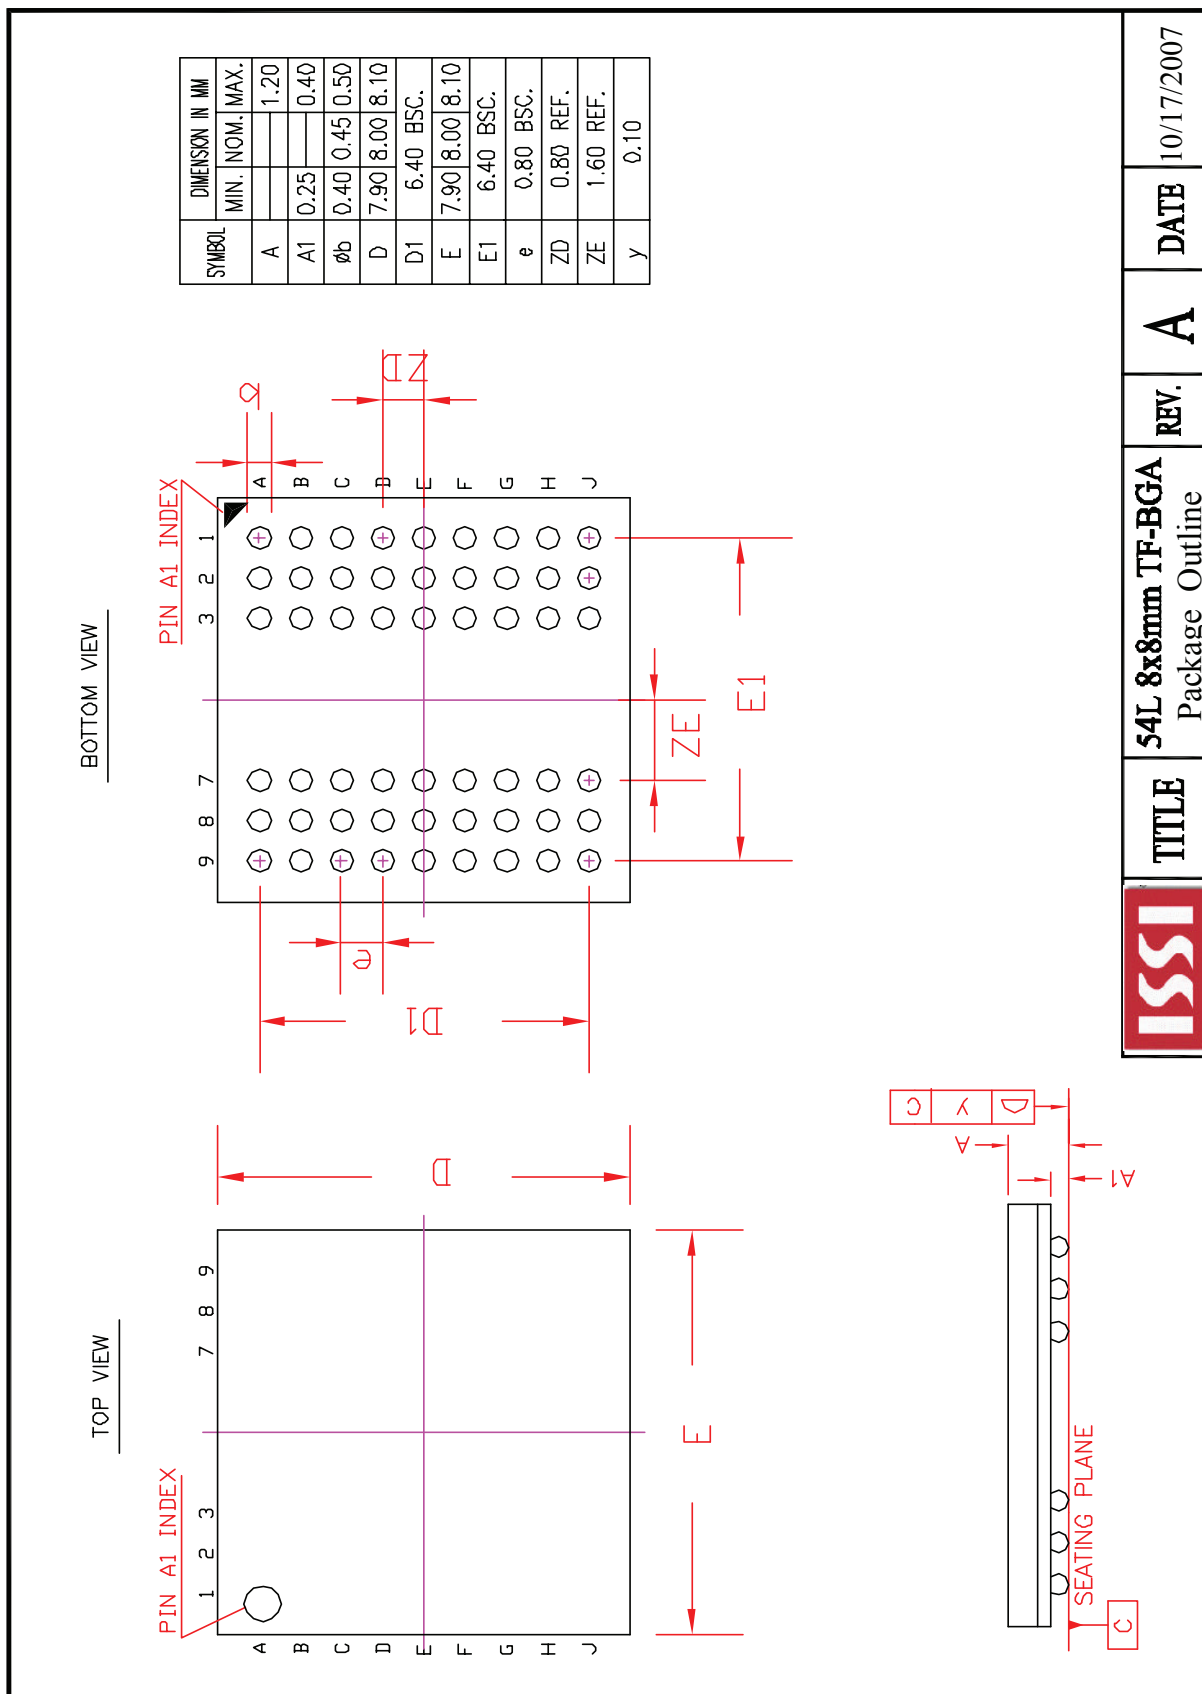 TOP VIEW
PIN A1 INDEX
1 2 3 7 8 9
A
B
C
D
E
F
G
H
J
D
E
BOTTOM VIEW
PIN A1 INDEX
9 8 7 3 2 1
A
B
C
D
E
F
G
H
J
b
ZD
e
D1
ZE
E1
SYMBOL DIMENSION IN MM
MIN. NOM. MAX.
A 1.20
A1 0.25 0.40
øb 0.40 0.45 0.50
D 7.90 8.00 8.10
D1 6.40 BSC.
E 7.90 8.00 8.10
E1 6.40 BSC.
e 0.80 BSC.
ZD 0.80 REF.
ZE 1.60 REF.
y 0.10
SEATING PLANE
C
A
A1
y C
ISSI
TITLE
54L 8x8mm TF-BGA
Package Outline
REV.
A
DATE
10/17/2007